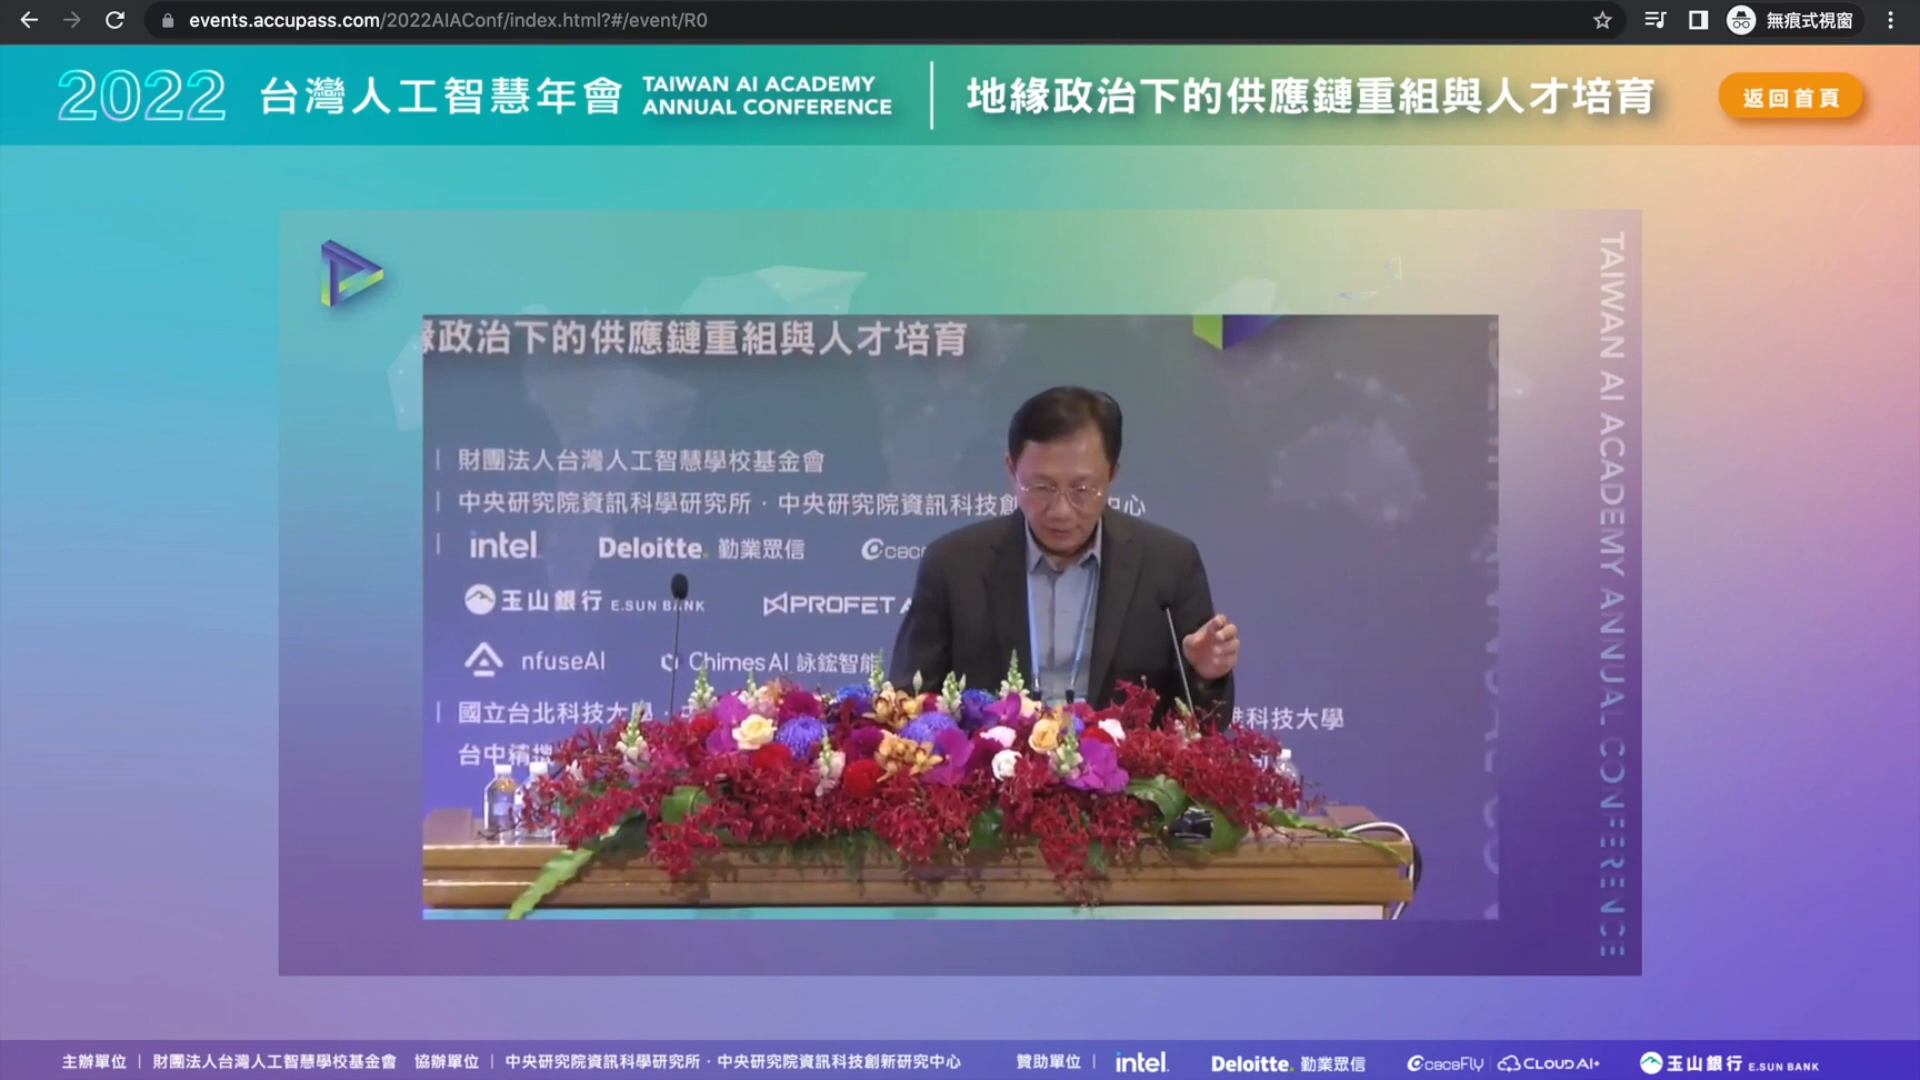 events.accupass.com/2022AIAConf/index.html?#/event/R0
無痕式視窗
2022 台灣人工智慧年會 TAIWAN AI ACADEMY
ANNUAL CONFERENCE
地緣政治下的供應鏈重組與人才培育
返回首頁
TAIWAN AI ACADEMY ANNUAL CONFERENCE
緣政治下的供應鏈重組與人才培育
| 財團法人台灣人工智慧學校基金會
| 中央研究院資訊科學研究所・中央研究院資訊科技創 心
| intel. Deloitte. 勤業眾信
玉山銀行 E.SUN BANK PROFET A
nfuseAI ChimesAI 詠鋐智能
| 國立台北科技大學 科技大學
台中精機
主辦單位 | 財團法人台灣人工智慧學校基金會 協辦單位 | 中央研究院資訊科學研究所・中央研究院資訊科技創新研究中心 贊助單位 | intel. Deloitte. 勤業眾信 CacaFly | CLOUD AI+ 玉山銀行 E.SUN BANK